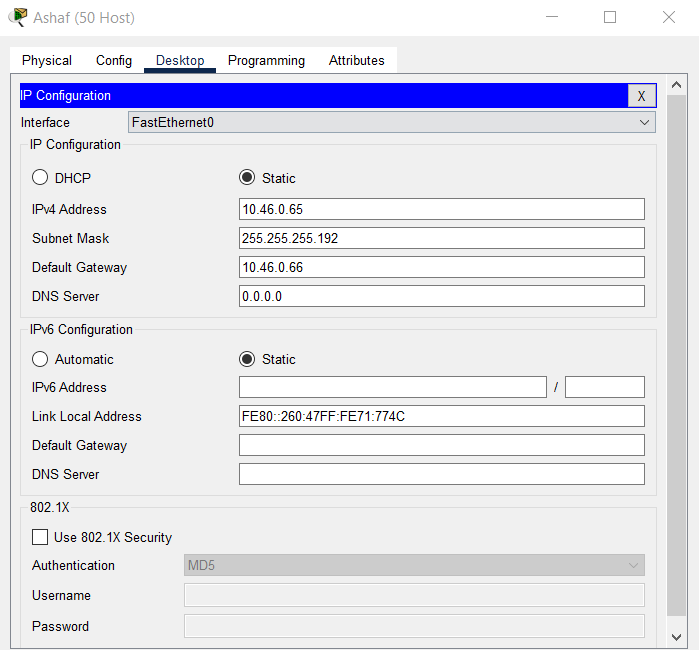 Ashaf (50 Host)
Physical Config Desktop Programming Attributes
IP Configuration X
Interface FastEthernet0
IP Configuration
DHCP Static
IPv4 Address 10.46.0.65
Subnet Mask 255.255.255.192
Default Gateway 10.46.0.66
DNS Server 0.0.0.0
IPv6 Configuration
Automatic Static
IPv6 Address /
Link Local Address FE80::260:47FF:FE71:774C
Default Gateway
DNS Server
802.1X
Use 802.1X Security
Authentication MD5
Username
Password